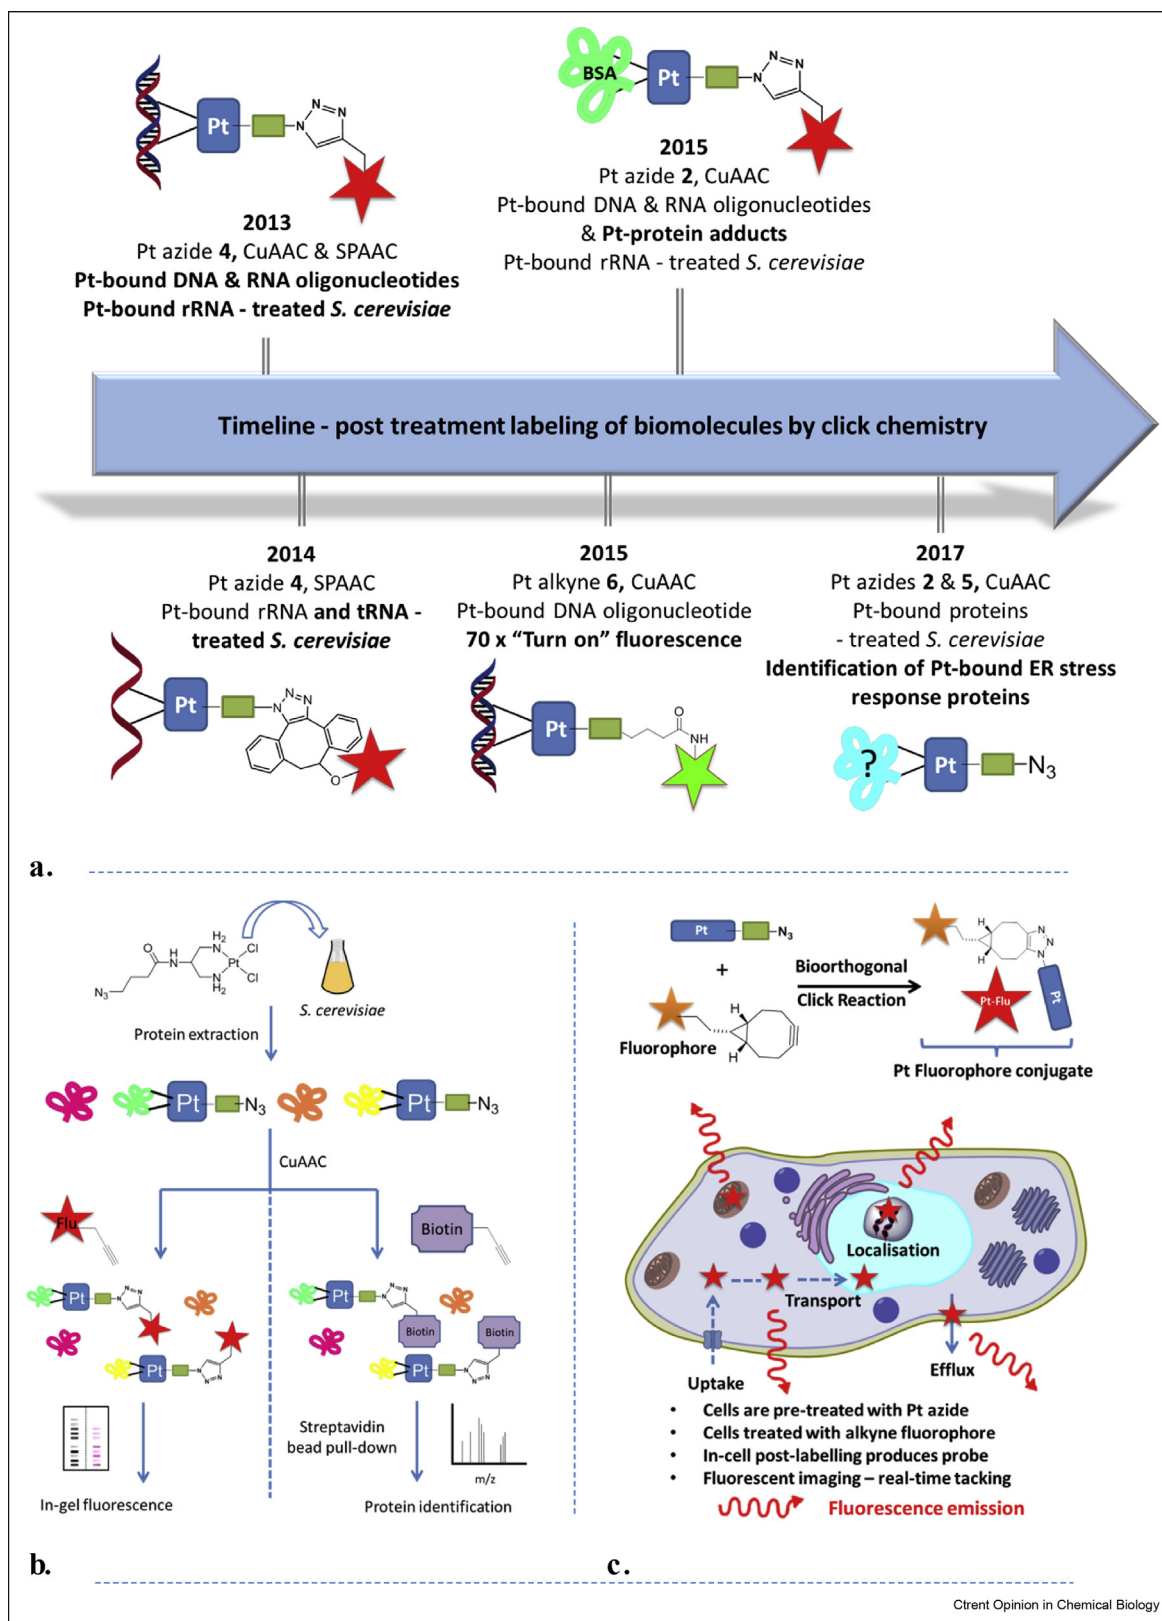 Pt
N
N
N
2013
Pt azide 4, CuAAC & SPAAC
Pt-bound DNA & RNA oligonucleotides
Pt-bound rRNA - treated S. cerevisiae
BSA
Pt
N
N
N
2015
Pt azide 2, CuAAC
Pt-bound DNA & RNA oligonucleotides
& Pt-protein adducts
Pt-bound rRNA - treated S. cerevisiae
Timeline - post treatment labeling of biomolecules by click chemistry
2014
Pt azide 4, SPAAC
Pt-bound rRNA and tRNA -
treated S. cerevisiae
Pt
N
N
N
O
2015
Pt alkyne 6, CuAAC
Pt-bound DNA oligonucleotide
70 x “Turn on” fluorescence
Pt
O
NH
2017
Pt azides 2 & 5, CuAAC
Pt-bound proteins
- treated S. cerevisiae
Identification of Pt-bound ER stress
response proteins
?
Pt
N3
a.
O
H
N
H2
N
Pt
Cl
Cl
N
H2
N3
S. cerevisiae
Protein extraction
Pt
N3
Pt
N3
CuAAC
Flu
Biotin
Pt
N
N
N
Pt
N
N
N
Pt
N
N
N
Biotin
Biotin
Pt
N
N
N
Streptavidin
bead pull-down
m/z
In-gel fluorescence
Protein identification
b.
Pt
N3
+
Fluorophore
H
H
Bioorthogonal
Click Reaction
H
H
N
N
N
Pt-Flu
Pt
Pt Fluorophore conjugate
Localisation
Transport
Uptake
Efflux
• Cells are pre-treated with Pt azide
• Cells treated with alkyne fluorophore
• In-cell post-labelling produces probe
• Fluorescent imaging – real-time tacking
Fluorescence emission
c.
Ctrent Opinion in Chemical Biology